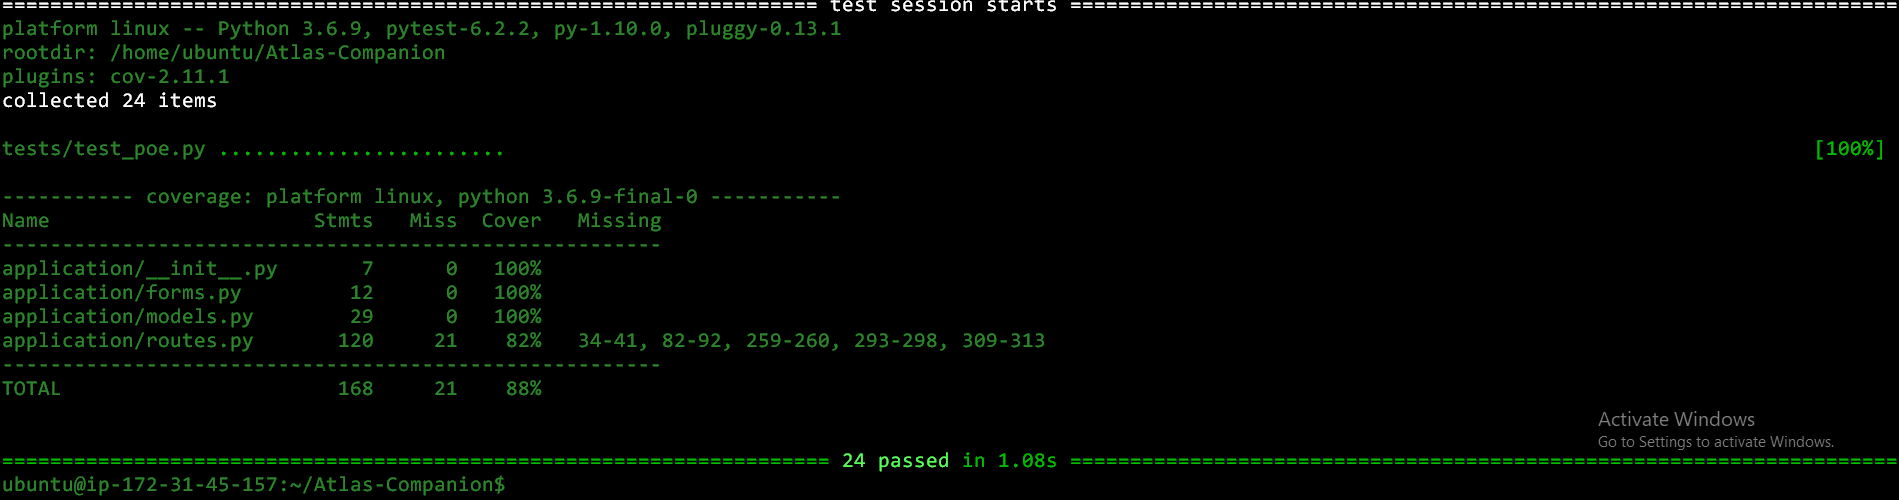 ============================= test session starts =============================
platform linux -- Python 3.6.9, pytest-6.2.2, py-1.10.0, pluggy-0.13.1
rootdir: /home/ubuntu/Atlas-Companion
plugins: cov-2.11.1
collected 24 items
tests/test_poe.py ........................ [100%]
----------- coverage: platform linux, python 3.6.9-final-0 -----------
Name Stmts Miss Cover Missing
-------------------------------------------------------
application/__init__.py 7 0 100%
application/forms.py 12 0 100%
application/models.py 29 0 100%
application/routes.py 120 21 82% 34-41, 82-92, 259-260, 293-298, 309-313
-------------------------------------------------------
TOTAL 168 21 88%
Activate Windows
Go to Settings to activate Windows.
============================= 24 passed in 1.08s =============================
ubuntu@ip-172-31-45-157:~/Atlas-Companion$